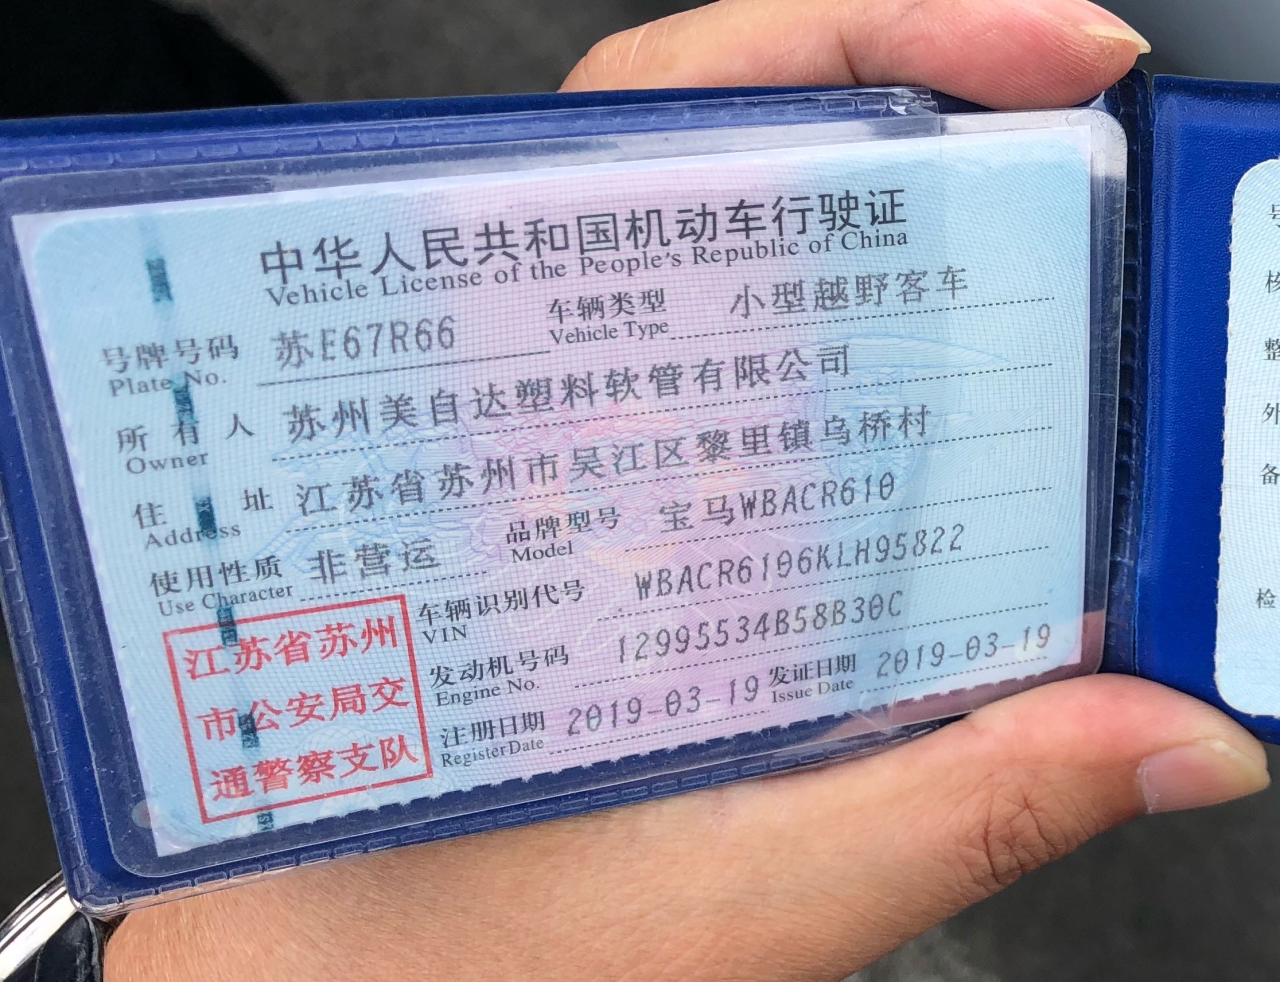 中华人民共和国机动车行驶证
Vehicle License of the People's Republic of China
号牌号码 苏E67R66 车辆类型 小型越野客车
Plate No. Vehicle Type
所有人 苏州美自达塑料软管有限公司
Owner
住址 江苏省苏州市吴江区黎里镇乌桥村
Address
使用性质 非营运 品牌型号 宝马WBACR610
Use Character Model
车辆识别代号 WBACR6106KLH95822
VIN
发动机号码 12995534B58B30C
Engine No.
注册日期 2019-03-19 发证日期 2019-03-19
Register Date Issue Date
江苏省苏州
市公安局交
通警察支队
号
核
整
外
备
检